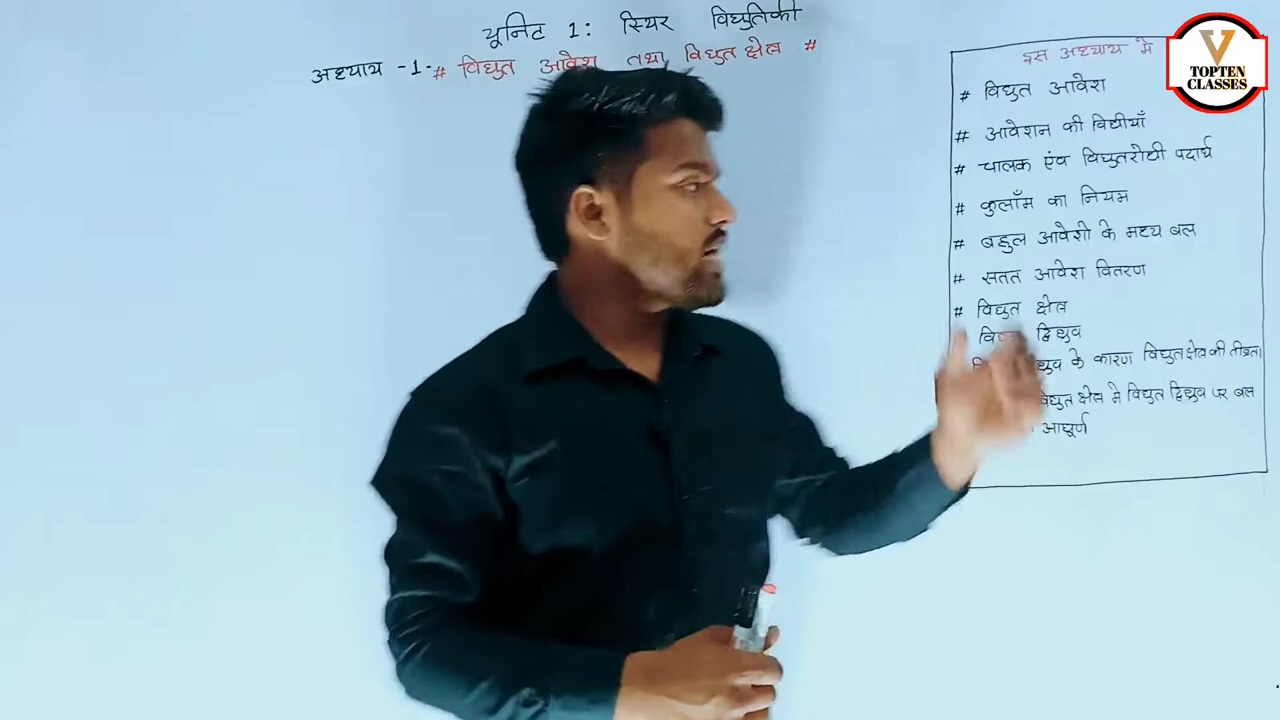 यूनिट 1: स्थिर विद्युतिकी
अध्याय -1- # विद्युत आवेश तथा विद्युत क्षेत्र #
इस अध्याय मे
# विद्युत आवेश
# आवेशन की विधीयाँ
# चालक एंव विद्युतरोधी पदार्थ
# कुलाँम का नियम
# बहुल आवेशो के मध्य बल
# सतत आवेश वितरण
# विद्युत क्षेत्र
द्विध्रुव
के कारण विद्युत क्षेत्र की तीव्रता
विद्युत क्षेत्र मे विद्युत द्विध्रुव पर बल
आघूर्ण
V
TOPTEN
CLASSES